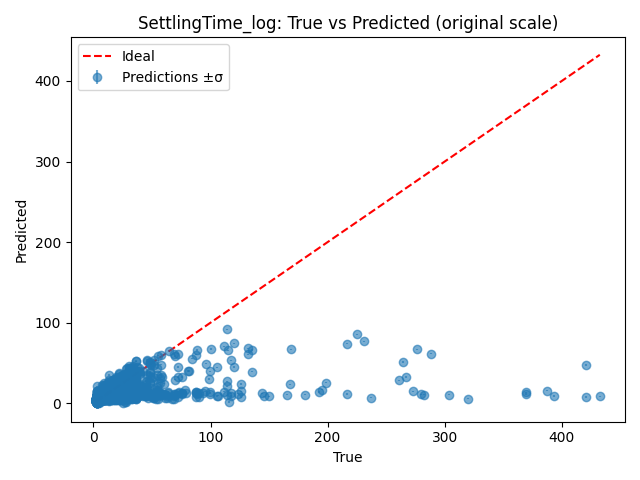 SettlingTime_log: True vs Predicted (original scale)
Ideal
Predictions ±σ
400
300
200
100
0
Predicted
0 100 200 300 400
True